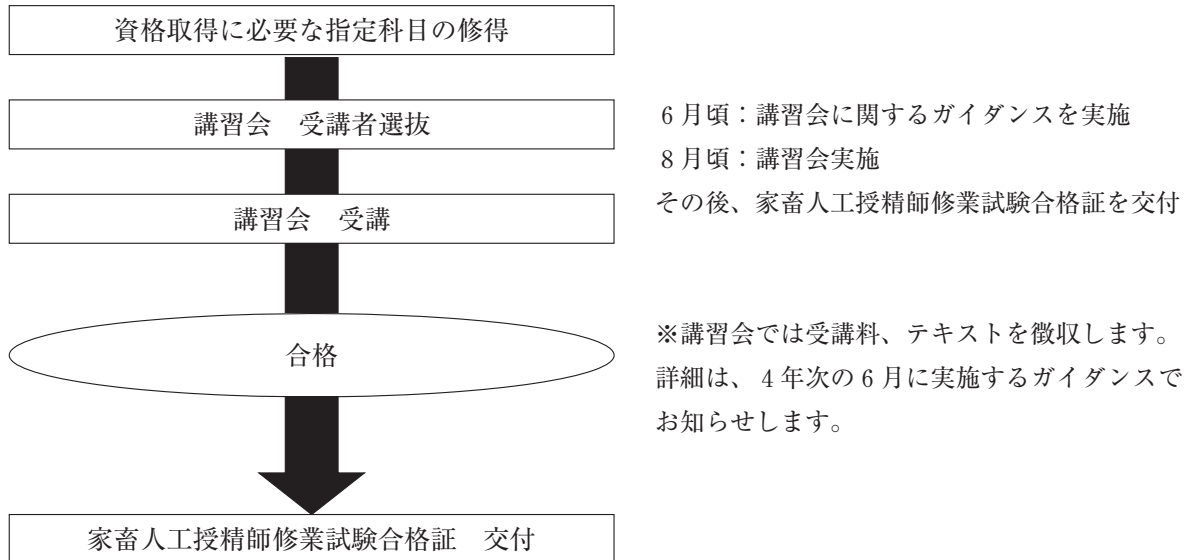 資格取得に必要な指定科目の修得
講習会　受講者選抜
6月頃：講習会に関するガイダンスを実施
8月頃：講習会実施
その後、家畜人工授精師修業試験合格証を交付
講習会　受講
合格
※講習会では受講料、テキストを徴収します。
詳細は、4年次の6月に実施するガイダンスで
お知らせします。
家畜人工授精師修業試験合格証　交付